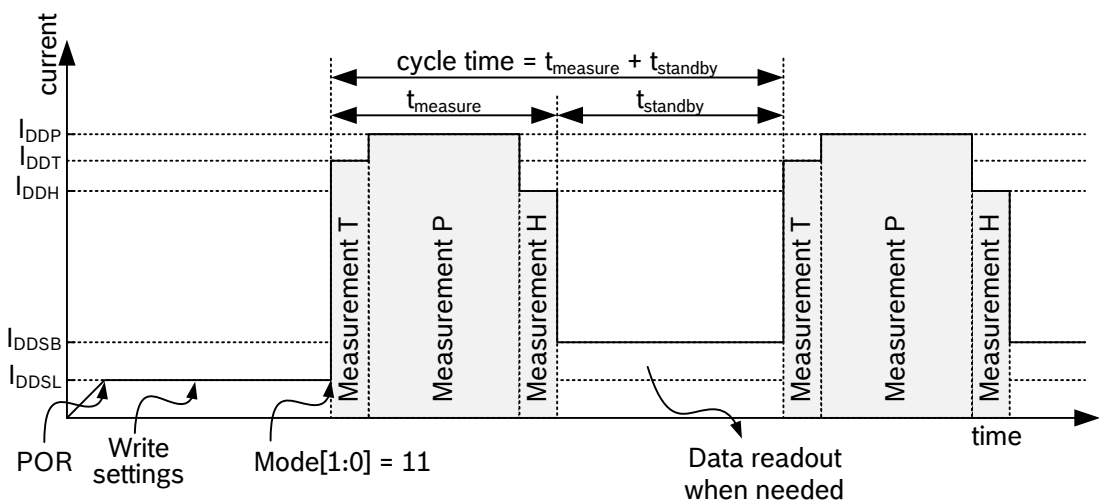 current
cycle time = tmeasure + tstandby
tmeasure
tstandby
IDDP
IDDT
IDDH
IDDSB
IDDSL
Measurement T
Measurement P
Measurement H
Measurement T
Measurement P
Measurement H
time
POR
Write
settings
Mode[1:0] = 11
Data readout
when needed